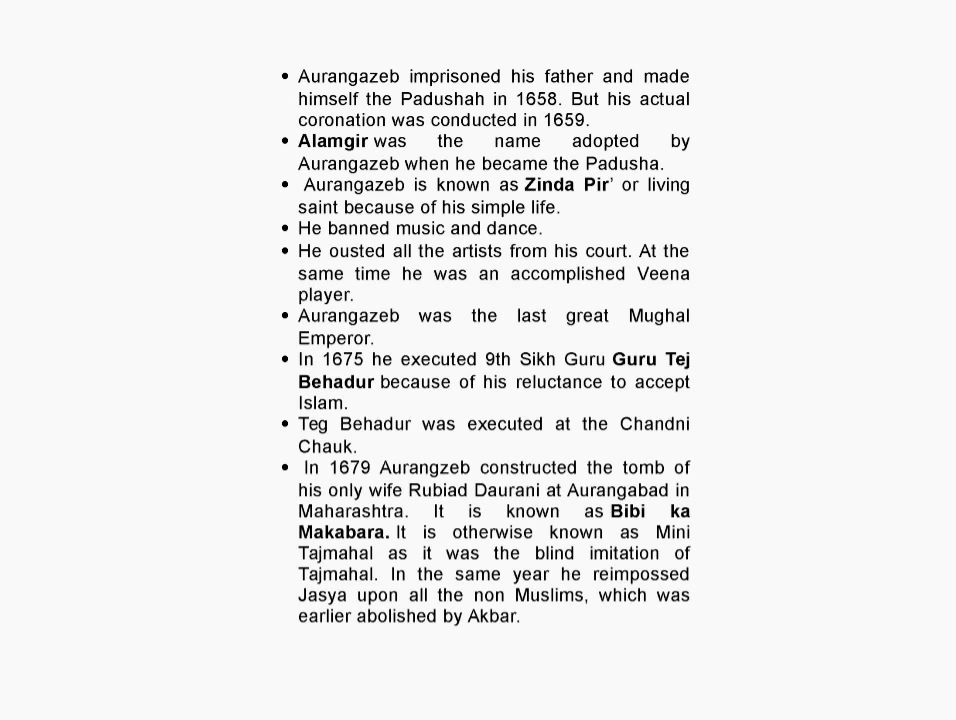 • Aurangazeb imprisoned his father and made
himself the Padushah in 1658. But his actual
coronation was conducted in 1659.
• Alamgir was the name adopted by
Aurangazeb when he became the Padusha.
• Aurangazeb is known as Zinda Pir’ or living
saint because of his simple life.
• He banned music and dance.
• He ousted all the artists from his court. At the
same time he was an accomplished Veena
player.
• Aurangazeb was the last great Mughal
Emperor.
• In 1675 he executed 9th Sikh Guru Guru Tej
Behadur because of his reluctance to accept
Islam.
• Teg Behadur was executed at the Chandni
Chauk.
• In 1679 Aurangzeb constructed the tomb of
his only wife Rubiad Daurani at Aurangabad in
Maharashtra. It is known as Bibi ka
Makabara. It is otherwise known as Mini
Tajmahal as it was the blind imitation of
Tajmahal. In the same year he reimpossed
Jasya upon all the non Muslims, which was
earlier abolished by Akbar.